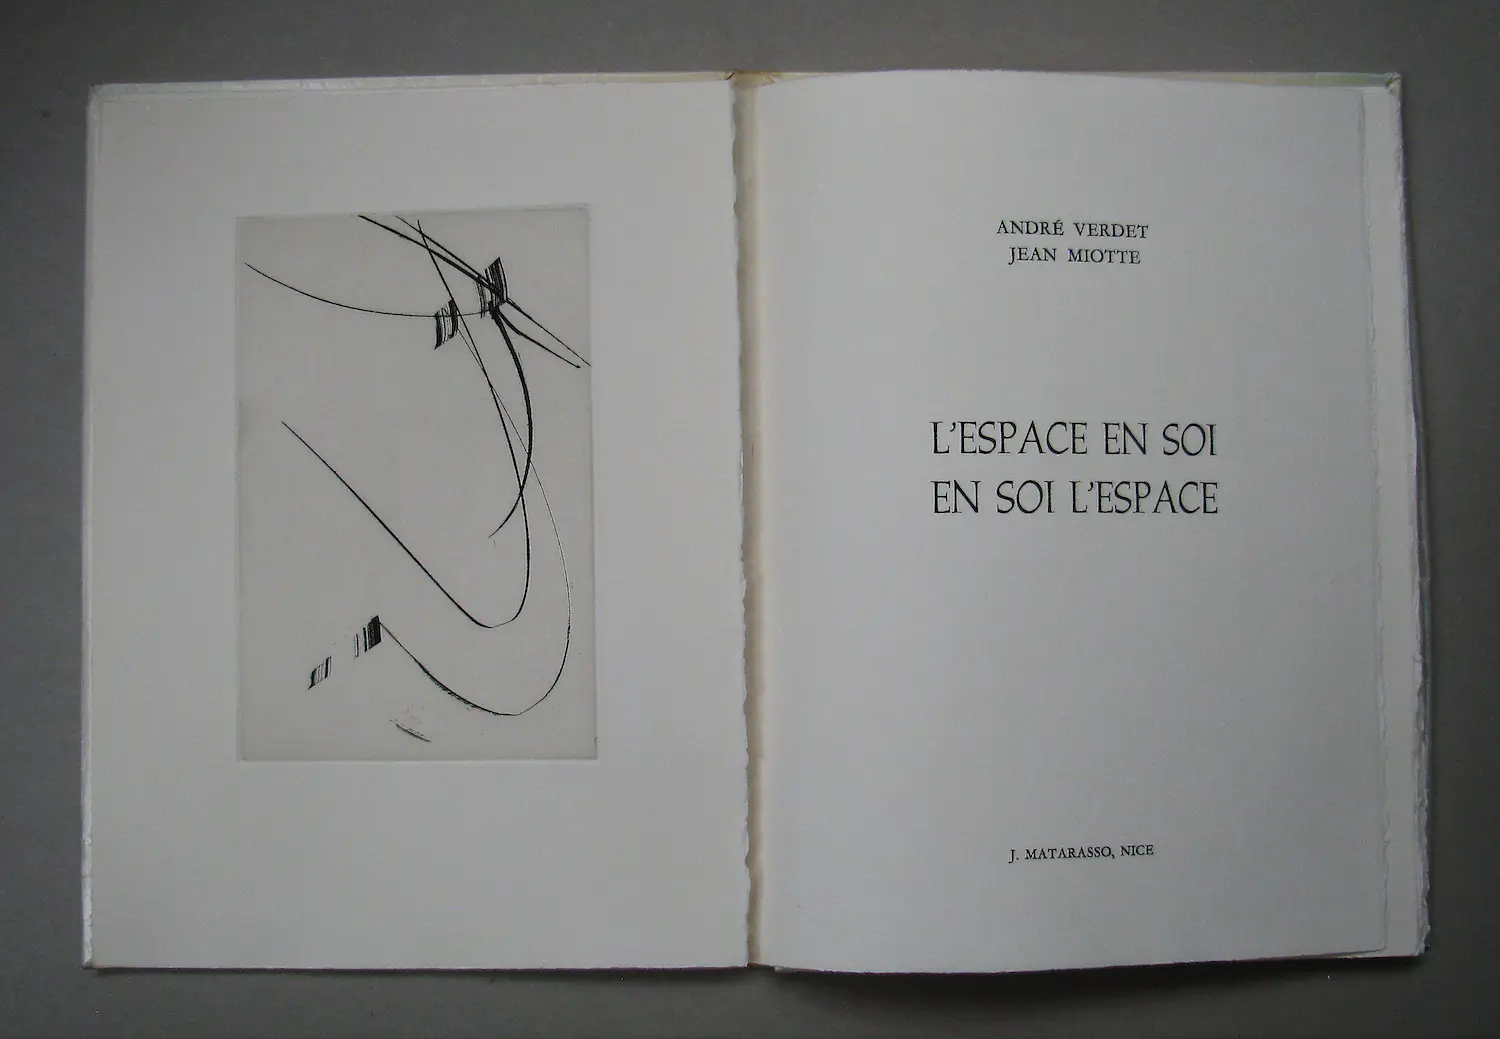 ANDRÉ VERDET
JEAN MIOTTE
L'ESPACE EN SOI
EN SOI L'ESPACE
J. MATARASSO, NICE